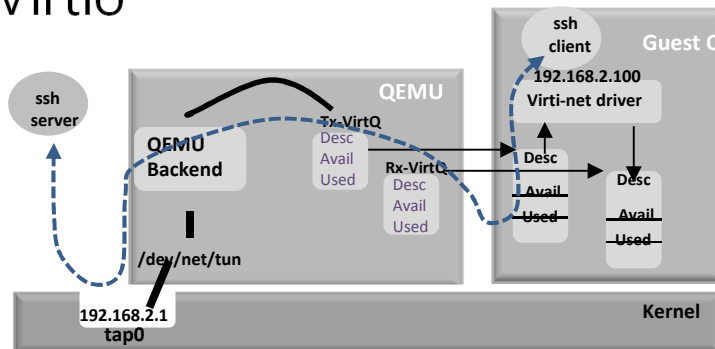 Virtio
ssh
client
Guest O
192.168.2.100
Virti-net driver
QEMU
ssh
server
QEMU
Backend
Tx-VirtQ
Desc
Avail
Used
Rx-VirtQ
Desc
Avail
Used
Desc
Avail
Used
Desc
Avail
Used
/dev/net/tun
192.168.2.1
tap0
Kernel